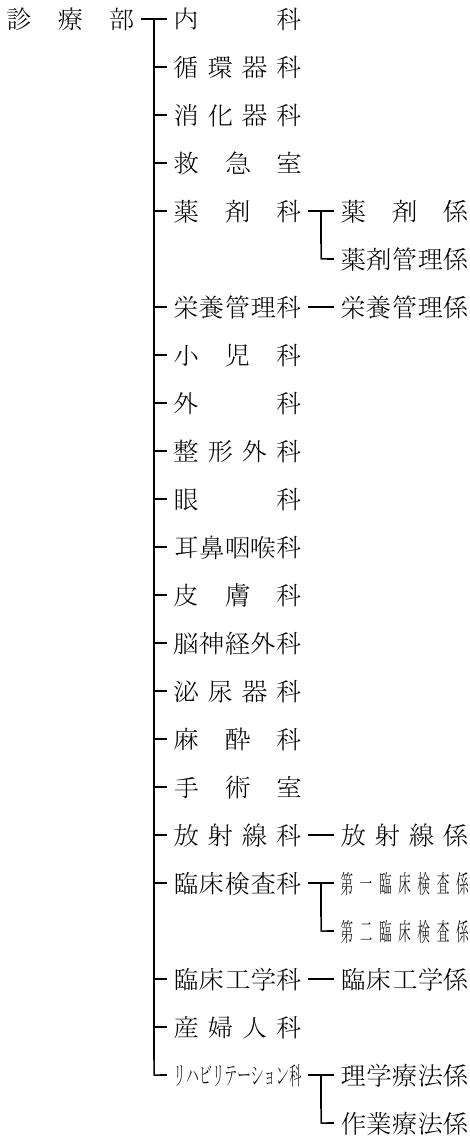 診療部 内科
循環器科
消化器科
救急室
薬剤科 薬剤係
薬剤管理係
栄養管理科 栄養管理係
小児科
外科
整形外科
眼科
耳鼻咽喉科
皮膚科
脳神経外科
泌尿器科
麻酔科
手術室
放射線科 放射線係
臨床検査科 第一臨床検査係
第二臨床検査係
臨床工学科 臨床工学係
産婦人科
リハビリテーション科 理学療法係
作業療法係